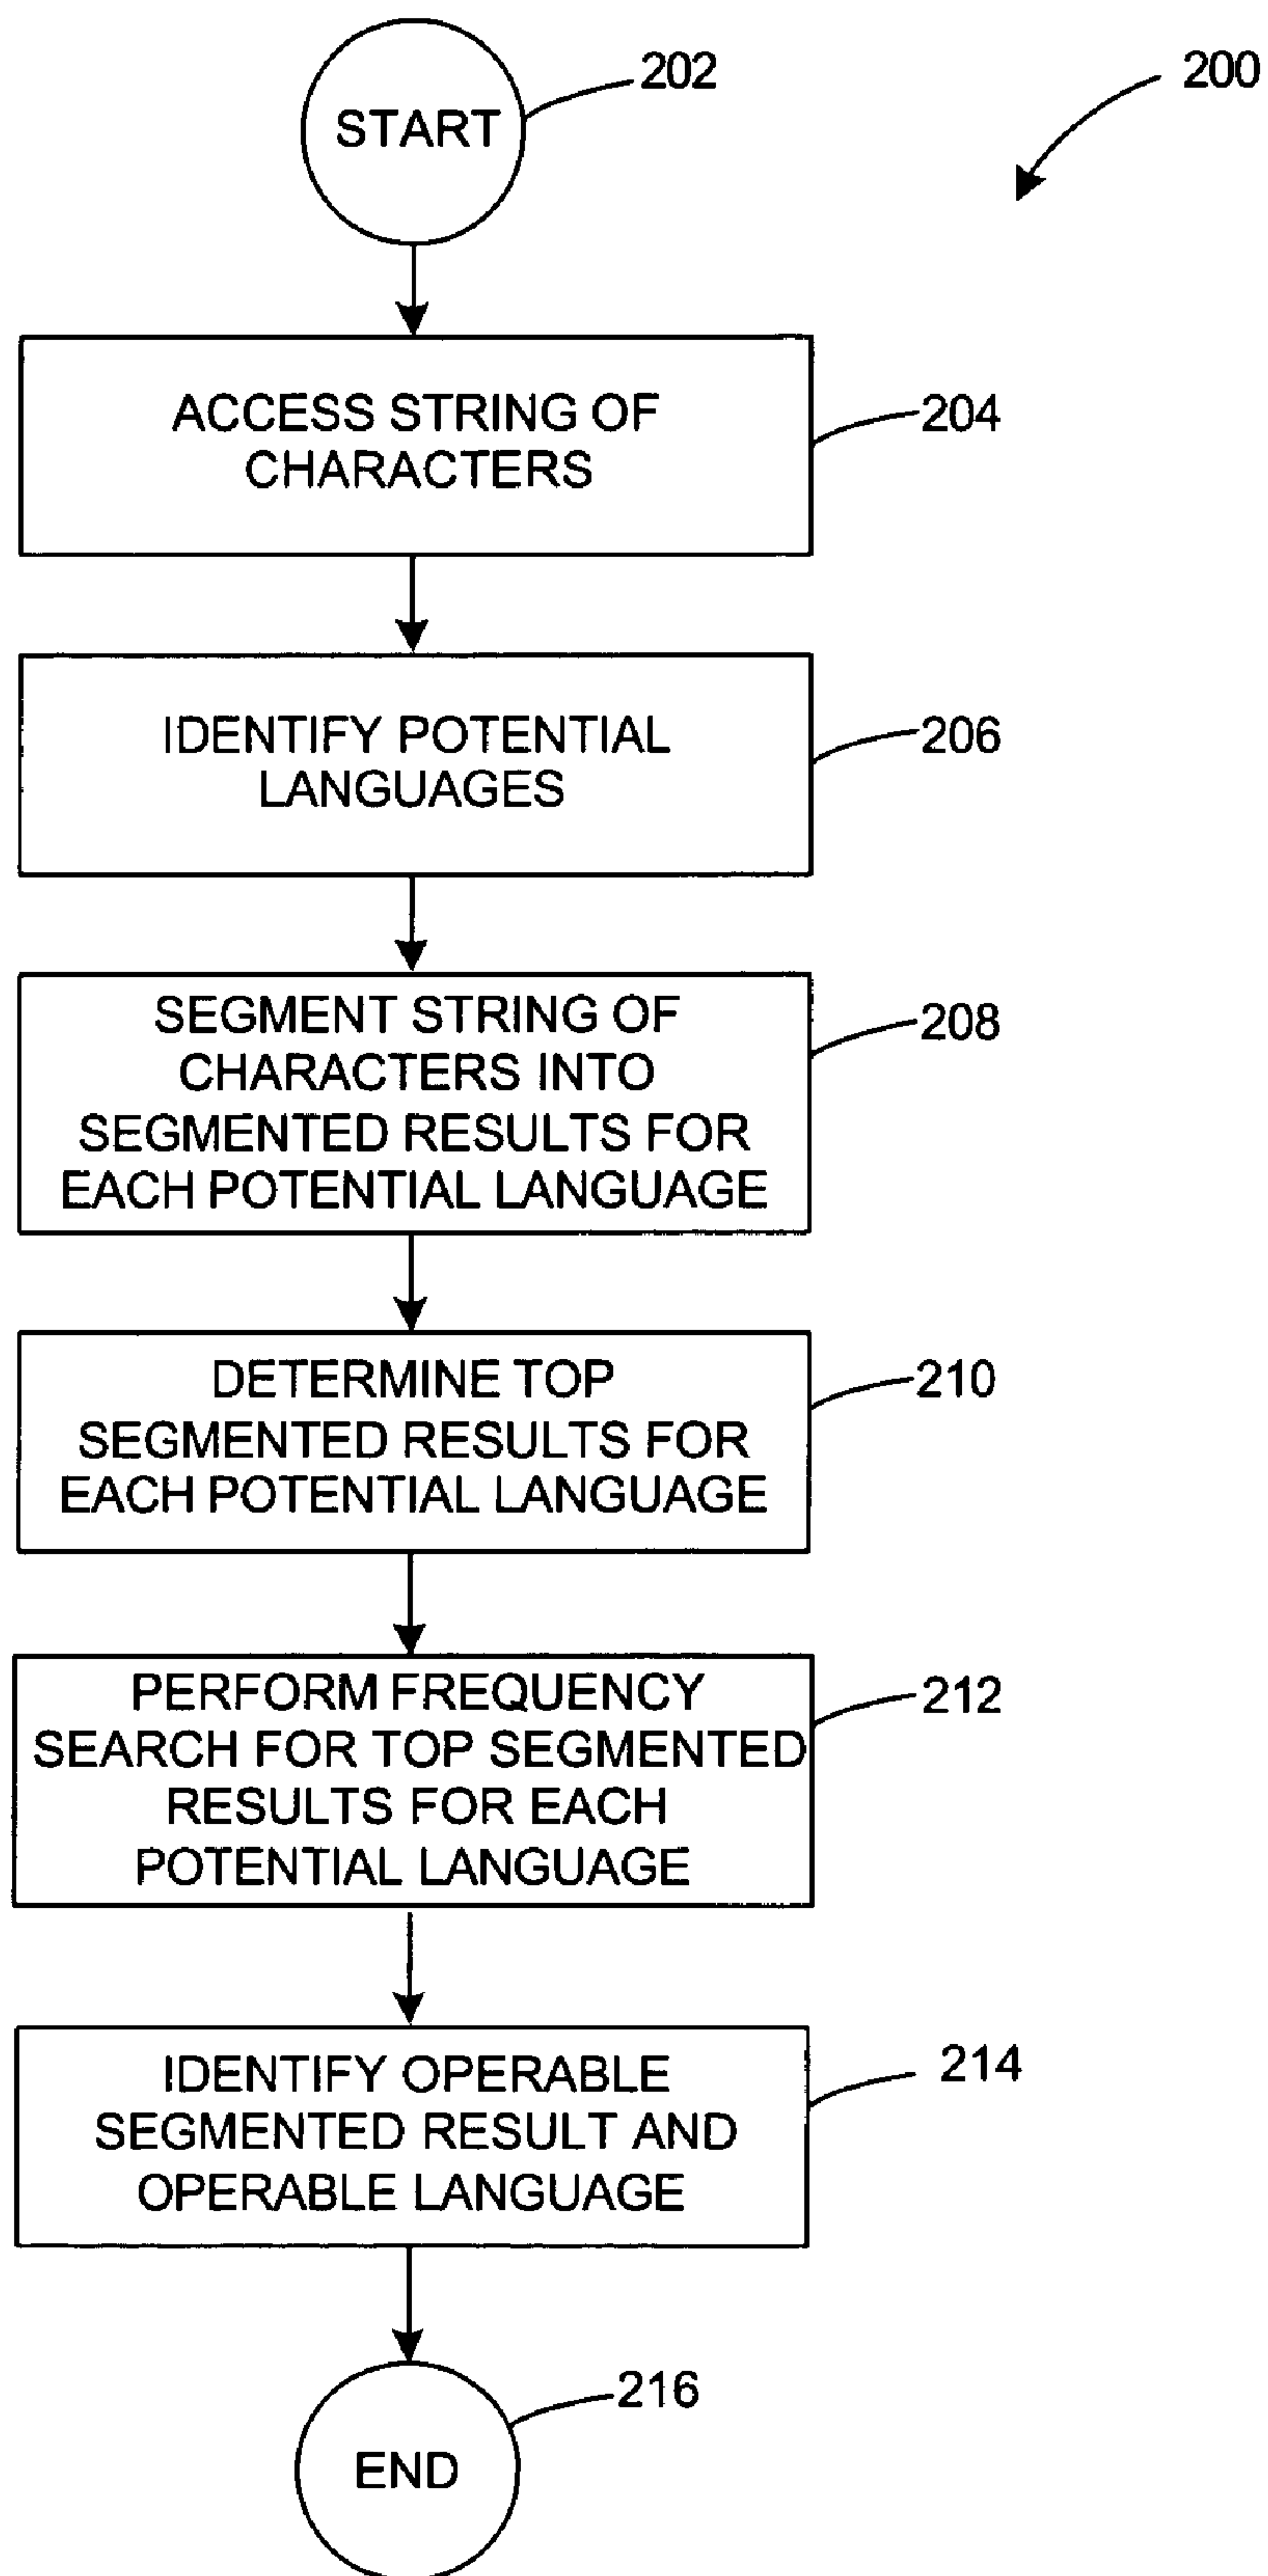 START
202
200
ACCESS STRING OF
CHARACTERS
204
IDENTIFY POTENTIAL
LANGUAGES
206
SEGMENT STRING OF
CHARACTERS INTO
SEGMENTED RESULTS FOR
EACH POTENTIAL LANGUAGE
208
DETERMINE TOP
SEGMENTED RESULTS FOR
EACH POTENTIAL LANGUAGE
210
PERFORM FREQUENCY
SEARCH FOR TOP SEGMENTED
RESULTS FOR EACH
POTENTIAL LANGUAGE
212
IDENTIFY OPERABLE
SEGMENTED RESULT AND
OPERABLE LANGUAGE
214
END
216